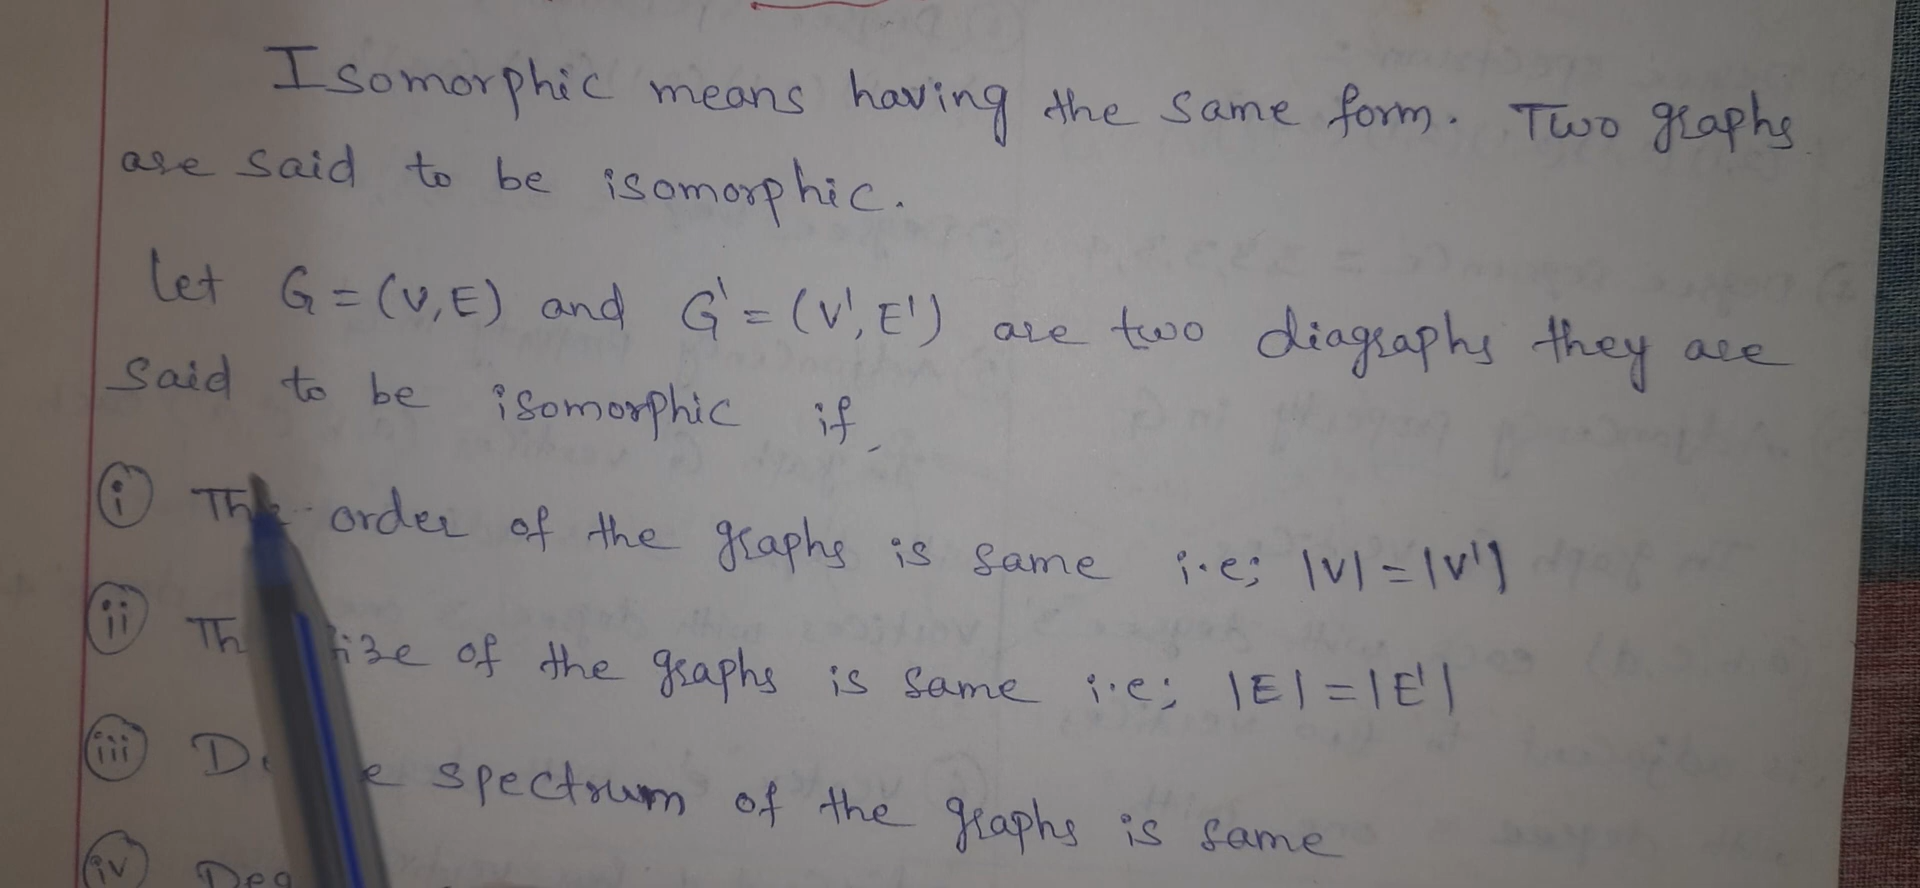 Isomorphic means having the same form. Two graphs
are said to be isomorphic.
Let G = (V, E) and G' = (V', E') are two diagraphs they are
said to be isomorphic if,
(i) The order of the graphs is same i.e; |V| = |V'|
(ii) of the graphs is same i.e; |E| = |E'|
(iii) spectrum of the graphs is same
(iv)